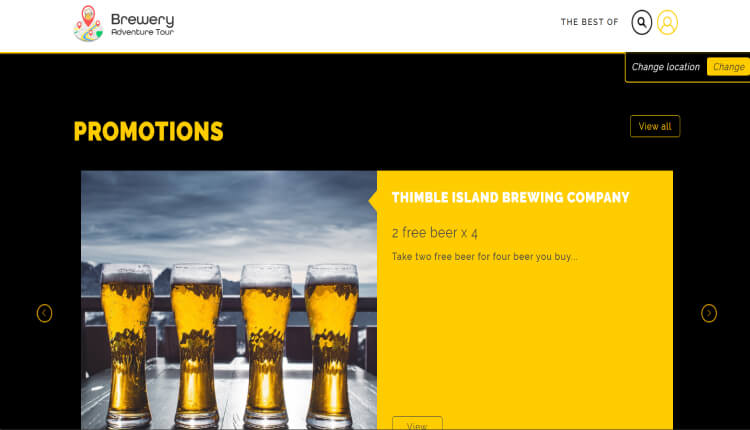 Brewery
Adventure Tour
THE BEST OF
Change location
Change
PROMOTIONS
View all
THIMBLE ISLAND BREWING COMPANY
2 free beer x 4
Take two free beer for four beer you buy...
View